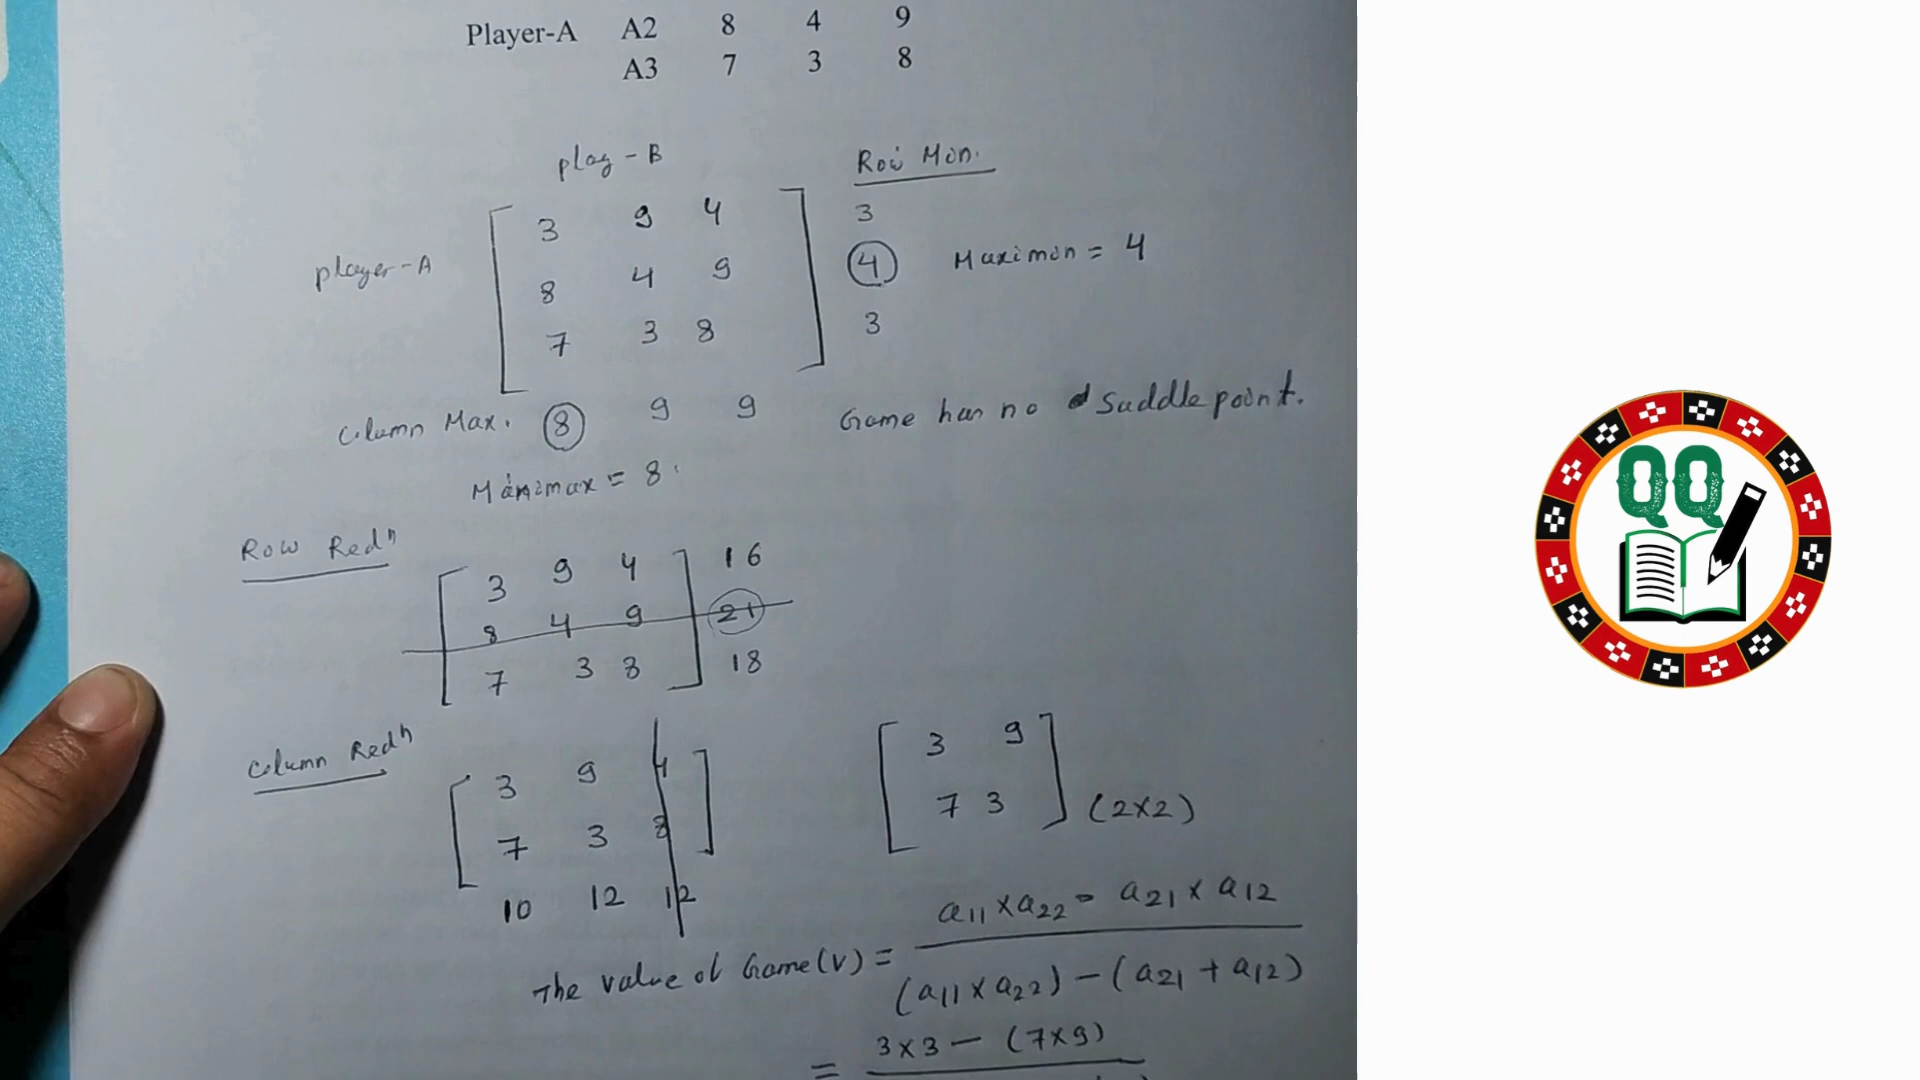 Player-A A2 8 4 9
A3 7 3 8
play - B
Row Min.
3 9 4 3
player-A 8 4 9 4 Maximin = 4
7 3 8 3
Column Max. 8 9 9 Game has no Saddle point.
Minimax = 8
Row Redn
3 9 4 16
8 4 9 21
7 3 8 18
Column Redn
3 9 4
7 3 8
10 12 12
3 9
7 3 (2x2)
The value of Game (V) = a11 x a22 - a21 x a12
(a11 x a22) - (a21 + a12)
= 3x3 - (7x9)
QQ